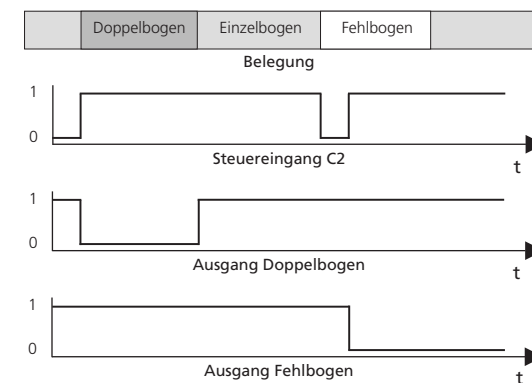 Doppelbogen Einzelbogen Fehlbogen
Belegung
1
0
Steuereingang C2
t
1
0
Ausgang Doppelbogen
t
1
0
Ausgang Fehlbogen
t